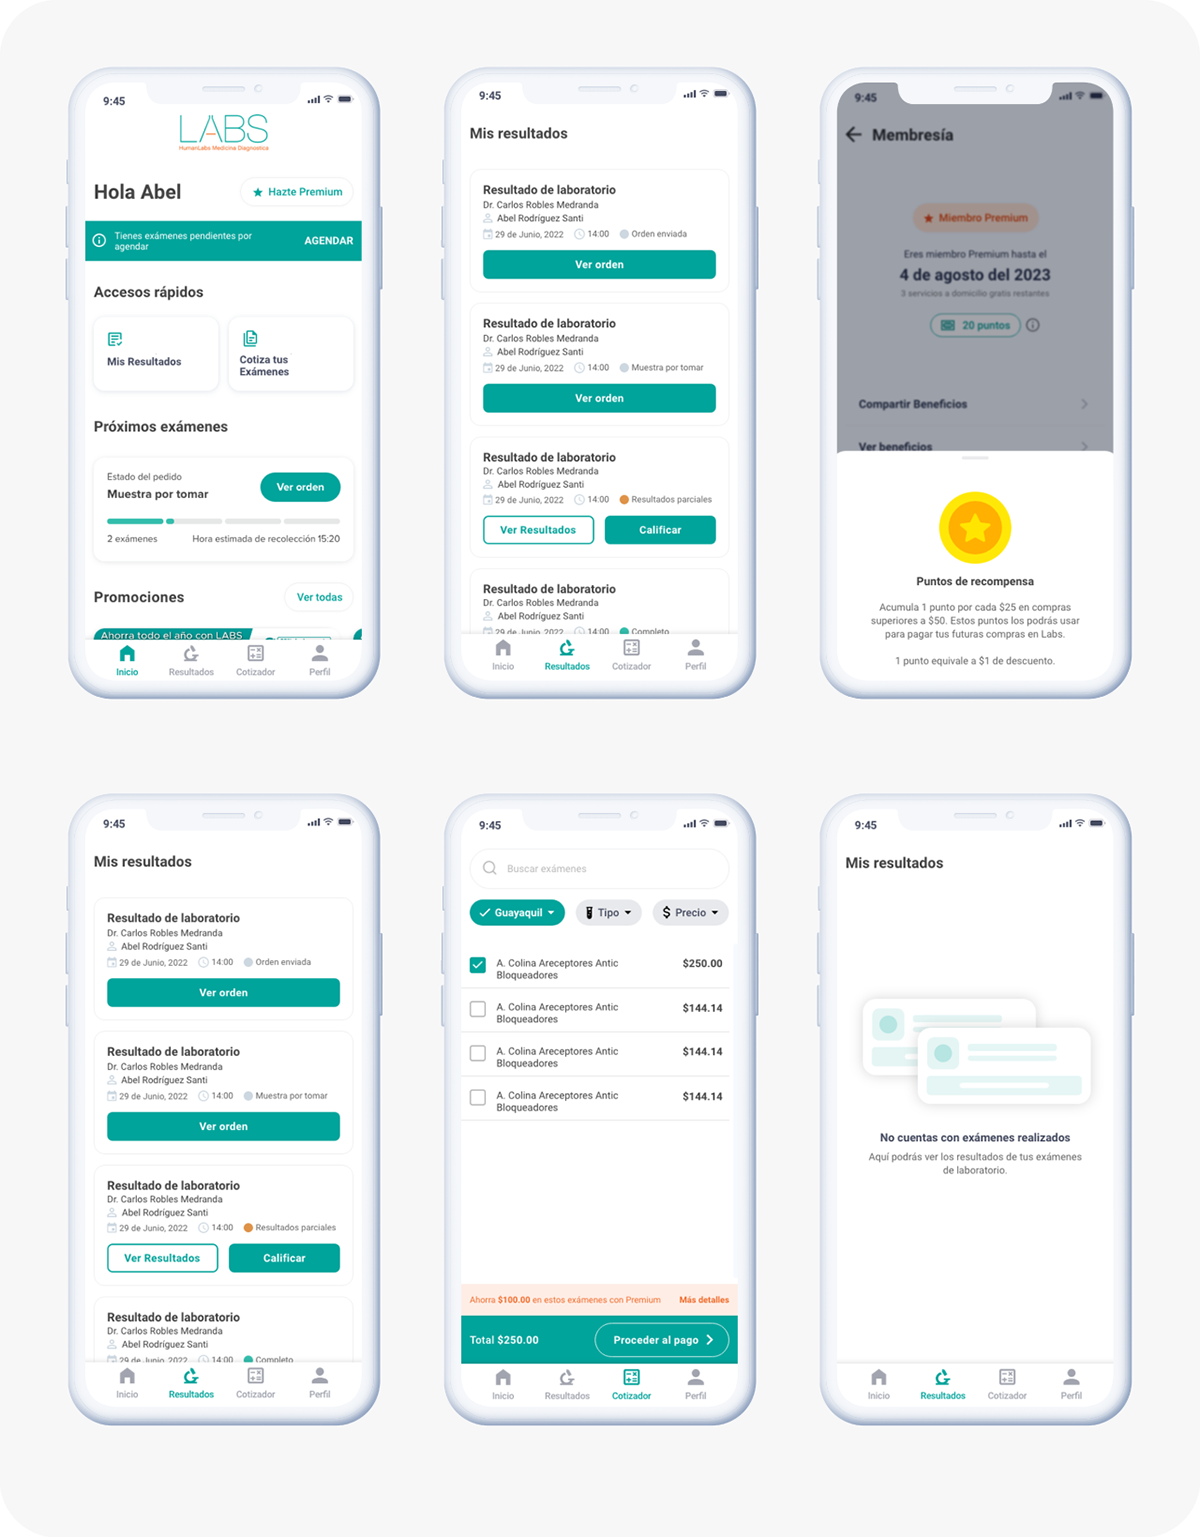 9:45
LABS
HumanLabs Medicina Diagnostica
Hola Abel
Hazte Premium
Tienes exámenes pendientes por
agendar
AGENDAR
Accesos rápidos
Mis Resultados
Cotiza tus
Exámenes
Próximos exámenes
Estado del pedido
Muestra por tomar
Ver orden
2 exámenes
Hora estimada de recolección 15:20
Promociones
Ver todas
Ahorra todo el año con LABS
Inicio
Resultados
Cotizador
Perfil
9:45
Mis resultados
Resultado de laboratorio
Dr. Carlos Robles Medranda
Abel Rodríguez Santi
29 de Junio, 2022
14:00
Orden enviada
Ver orden
Resultado de laboratorio
Dr. Carlos Robles Medranda
Abel Rodríguez Santi
29 de Junio, 2022
14:00
Muestra por tomar
Ver orden
Resultado de laboratorio
Dr. Carlos Robles Medranda
Abel Rodríguez Santi
29 de Junio, 2022
14:00
Resultados parciales
Ver Resultados
Calificar
Resultado de laboratorio
Dr. Carlos Robles Medranda
Abel Rodríguez Santi
29 de Junio, 2022
14:00
Completo
Inicio
Resultados
Cotizador
Perfil
9:45
Membresía
Miembro Premium
Eres miembro Premium hasta el
4 de agosto del 2023
3 servicios a domicilio gratis restantes
20 puntos
Compartir Beneficios
Ver beneficios
Puntos de recompensa
Acumula 1 punto por cada $25 en compras
superiores a $50. Estos puntos los podrás usar
para pagar tus futuras compras en Labs.
1 punto equivale a $1 de descuento.
9:45
Mis resultados
Resultado de laboratorio
Dr. Carlos Robles Medranda
Abel Rodríguez Santi
29 de Junio, 2022
14:00
Orden enviada
Ver orden
Resultado de laboratorio
Dr. Carlos Robles Medranda
Abel Rodríguez Santi
29 de Junio, 2022
14:00
Muestra por tomar
Ver orden
Resultado de laboratorio
Dr. Carlos Robles Medranda
Abel Rodríguez Santi
29 de Junio, 2022
14:00
Resultados parciales
Ver Resultados
Calificar
Resultado de laboratorio
Dr. Carlos Robles Medranda
Abel Rodríguez Santi
29 de Junio, 2022
14:00
Completo
Inicio
Resultados
Cotizador
Perfil
9:45
Buscar exámenes
Guayaquil
Tipo
$ Precio
A. Colina Areceptores Antic
Bloqueadores
$250.00
A. Colina Areceptores Antic
Bloqueadores
$144.14
A. Colina Areceptores Antic
Bloqueadores
$144.14
A. Colina Areceptores Antic
Bloqueadores
$144.14
Ahorra $100.00 en estos exámenes con Premium
Más detalles
Total $250.00
Proceder al pago
Inicio
Resultados
Cotizador
Perfil
9:45
Mis resultados
No cuentas con exámenes realizados
Aquí podrás ver los resultados de tus exámenes
de laboratorio.
Inicio
Resultados
Cotizador
Perfil